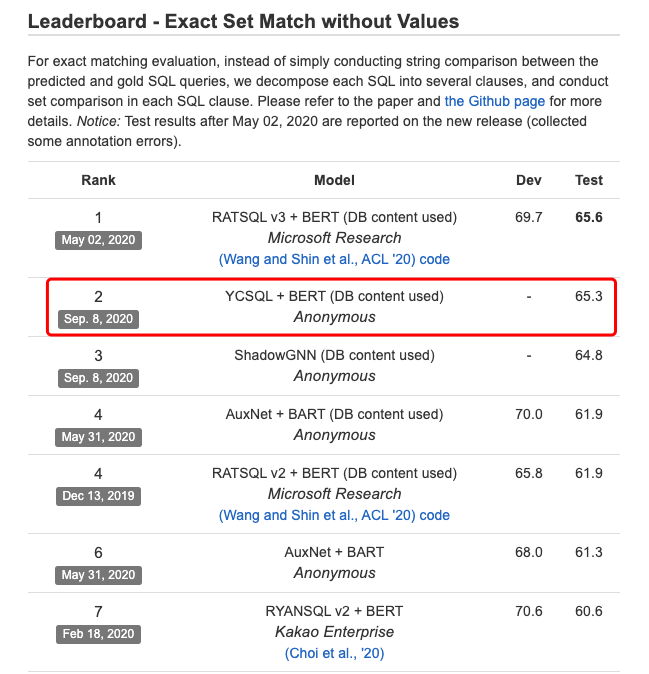 Leaderboard - Exact Set Match without Values
For exact matching evaluation, instead of simply conducting string comparison between the
predicted and gold SQL queries, we decompose each SQL into several clauses, and conduct
set comparison in each SQL clause. Please refer to the paper and the Github page for more
details. Notice: Test results after May 02, 2020 are reported on the new release (collected
some annotation errors).
Rank Model Dev Test
1 RATSQL v3 + BERT (DB content used) 69.7 65.6
May 02, 2020 Microsoft Research
(Wang and Shin et al., ACL '20) code
2 YCSQL + BERT (DB content used) - 65.3
Sep. 8, 2020 Anonymous
3 ShadowGNN (DB content used) - 64.8
Sep. 8, 2020 Anonymous
4 AuxNet + BART (DB content used) 70.0 61.9
May 31, 2020 Anonymous
4 RATSQL v2 + BERT (DB content used) 65.8 61.9
Dec 13, 2019 Microsoft Research
(Wang and Shin et al., ACL '20) code
6 AuxNet + BART 68.0 61.3
May 31, 2020 Anonymous
7 RYANSQL v2 + BERT 70.6 60.6
Feb 18, 2020 Kakao Enterprise
(Choi et al., '20)